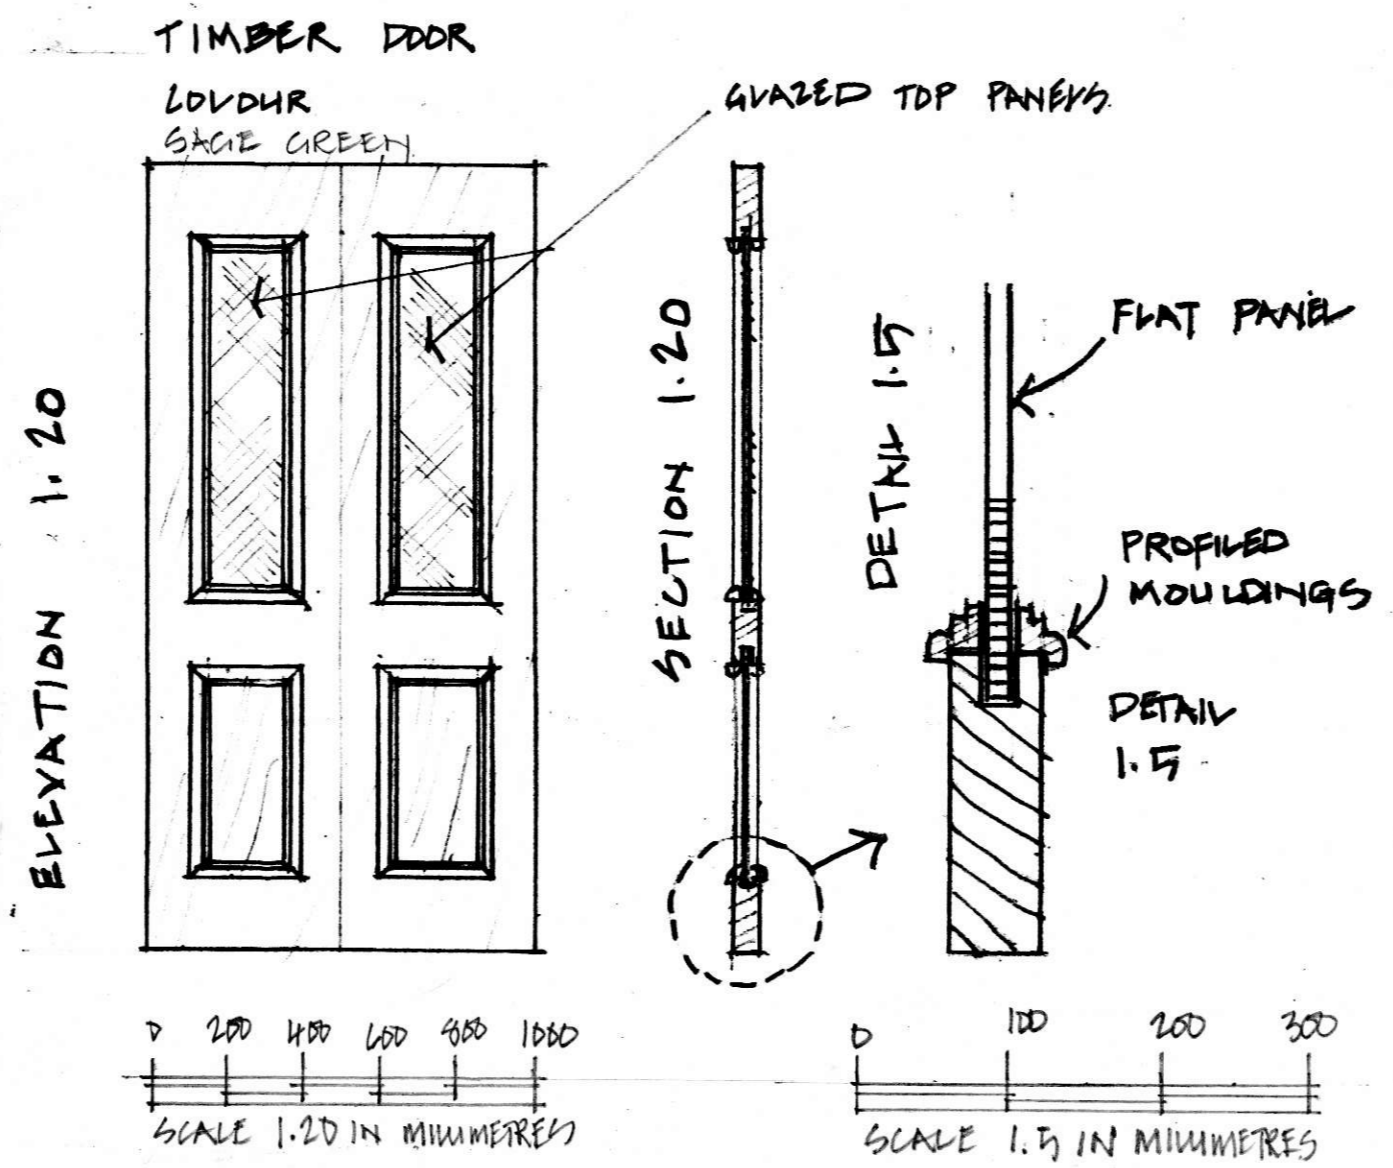 TIMBER DOOR
COLOUR
SAGE GREEN
GLAZED TOP PANELS
ELEVATION 1.20
SECTION 1.20
DETAIL 1.5
FLAT PANEL
PROFILED
MOULDINGS
DETAIL
1.5
0 200 400 600 800 1000
SCALE 1.20 IN MILLIMETRES
0 100 200 300
SCALE 1.5 IN MILLIMETRES